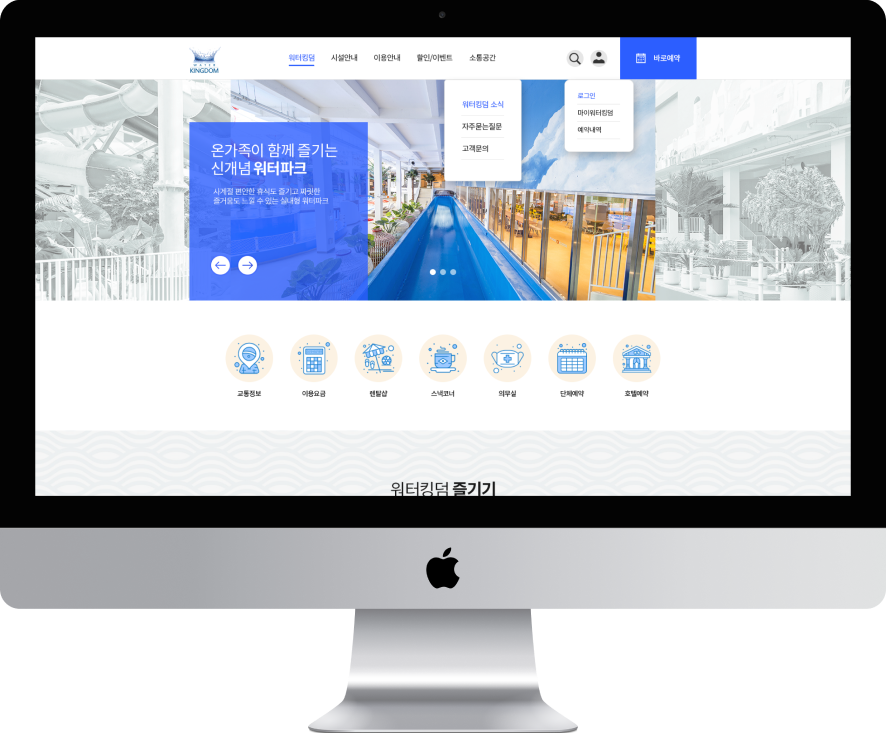 WATER
KINGDOM
워터킹덤
시설안내
이용안내
할인/이벤트
소통공간
바로예약
워터킹덤 소식
자주묻는질문
고객문의
로그인
마이워터킹덤
예약내역
온가족이 함께 즐기는
신개념 워터파크
사계절 편안한 휴식도 즐기고 짜릿한
즐거움도 느낄 수 있는 실내형 워터파크
교통정보
이용요금
렌탈샵
스낵코너
의무실
단체예약
호텔예약
워터킹덤 즐기기